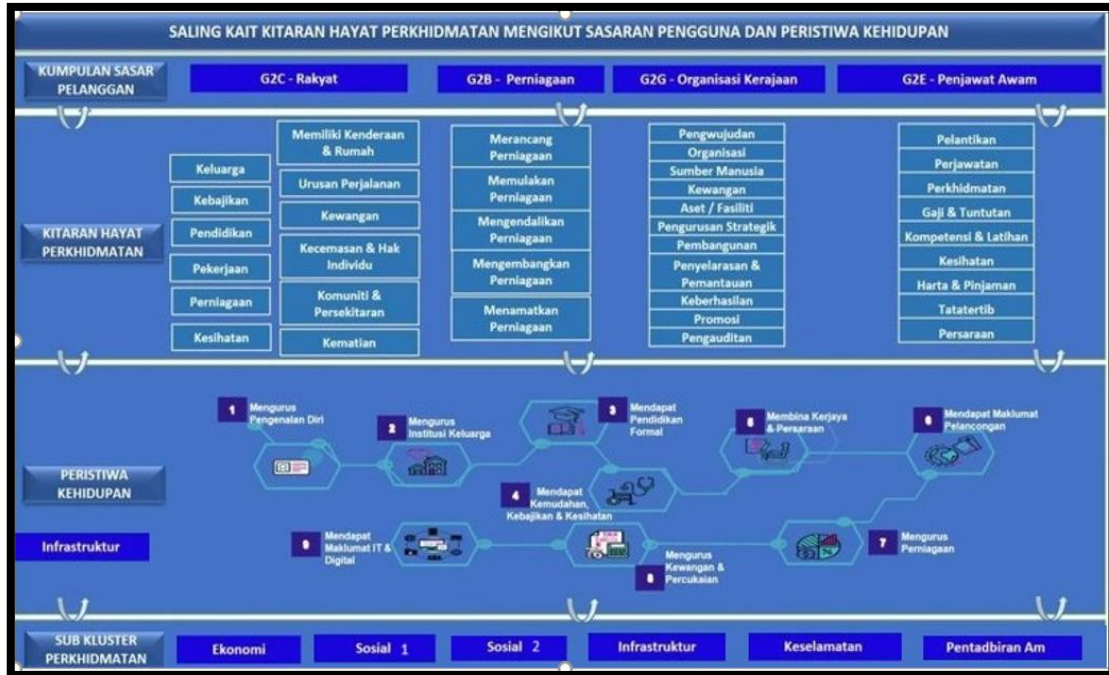 SALING KAIT KITARAN HAYAT PERKHIDMATAN MENGIKUT SASARAN PENGGUNA DAN PERISTIWA KEHIDUPAN
KUMPULAN SASAR
PELANGGAN
G2C - Rakyat
G2B - Perniagaan
G2G - Organisasi Kerajaan
G2E - Penjawat Awam
KITARAN HAYAT
PERKHIDMATAN
Keluarga
Kebajikan
Pendidikan
Pekerjaan
Perniagaan
Kesihatan
Memiliki Kenderaan
& Rumah
Urusan Perjalanan
Kewangan
Kecemasan & Hak
Individu
Komuniti &
Persekitaran
Kematian
Merancang
Perniagaan
Memulakan
Perniagaan
Mengendalikan
Perniagaan
Mengembangkan
Perniagaan
Menamatkan
Perniagaan
Pengwujudan
Organisasi
Sumber Manusia
Kewangan
Aset / Fasiliti
Pengurusan Strategik
Pembangunan
Penyelarasan &
Pemantauan
Keberhasilan
Promosi
Pengauditan
Pelantikan
Perjawatan
Perkhidmatan
Gaji & Tuntutan
Kompetensi & Latihan
Kesihatan
Harta & Pinjaman
Tatatertib
Persaraan
PERISTIWA
KEHIDUPAN
Infrastruktur
1 Mengurus
Pengenalan Diri
2 Mengurus
Institusi Keluarga
3 Mendapat
Pendidikan
Formal
4 Mendapat
Kemudahan,
Kebajikan & Kesihatan
5 Membina Kerjaya
& Persaraan
6 Mendapat Maklumat
Pelancongan
7 Mengurus
Perniagaan
8 Mengurus
Kewangan &
Percukaian
TAX
9 Mendapat
Maklumat IT &
Digital
SUB KLUSTER
PERKHIDMATAN
Ekonomi
Sosial 1
Sosial 2
Infrastruktur
Keselamatan
Pentadbiran Am